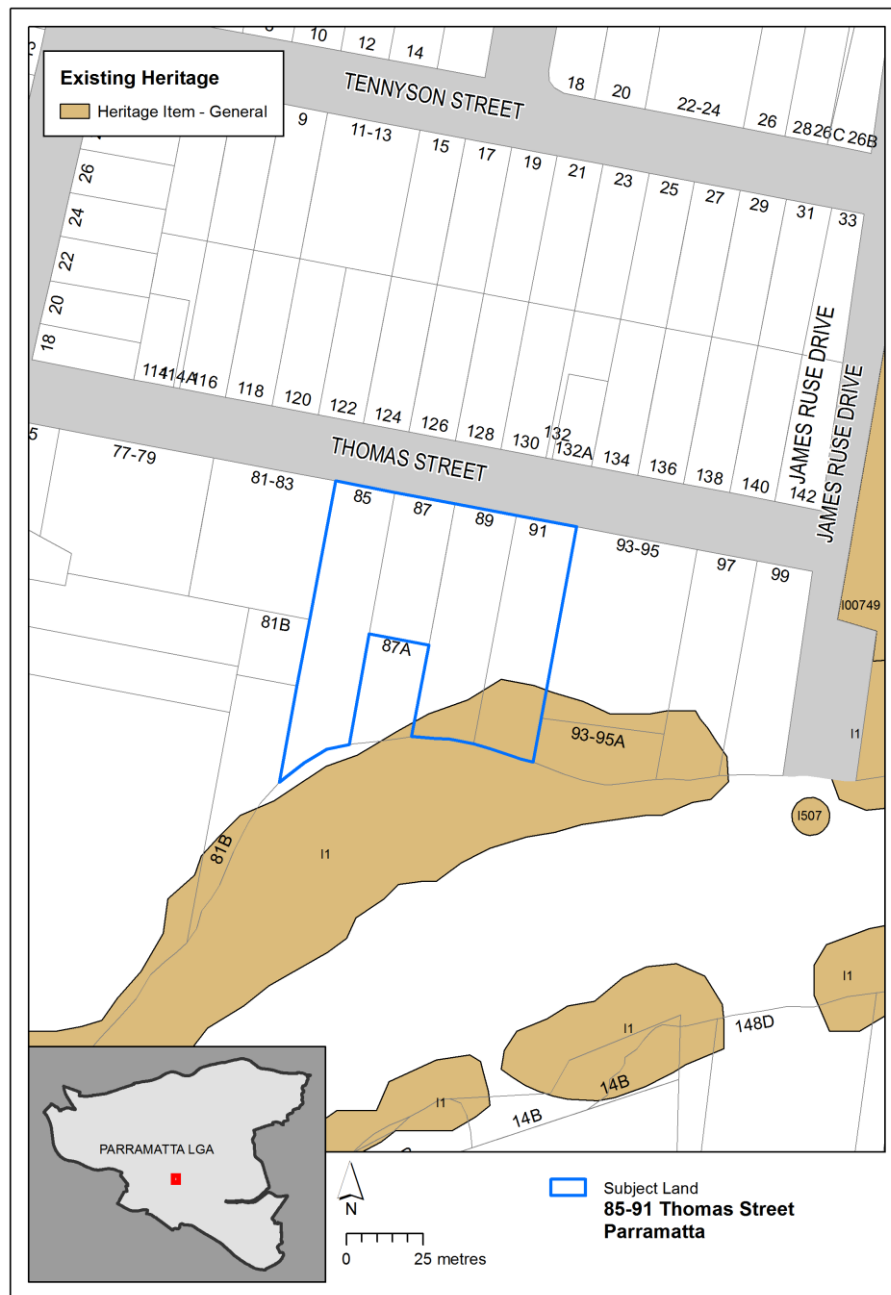 10
12
14
TENNYSON STREET
18
20
22-24
26
28
26C
26B
Existing Heritage
Heritage Item - General
9
11-13
15
17
19
21
23
25
27
29
31
33
26
24
22
20
18
114
114A
116
118
120
122
124
126
128
130
132
132A
134
136
138
140
142
JAMES RUSE DRIVE
JAMES RUSE DRIVE
THOMAS STREET
77-79
81-83
85
87
89
91
93-95
97
99
I00749
81B
87A
93-95A
I1
I507
81B
I1
I1
I1
148D
14B
14B
I1
PARRAMATTA LGA
N
0 25 metres
Subject Land
85-91 Thomas Street
Parramatta